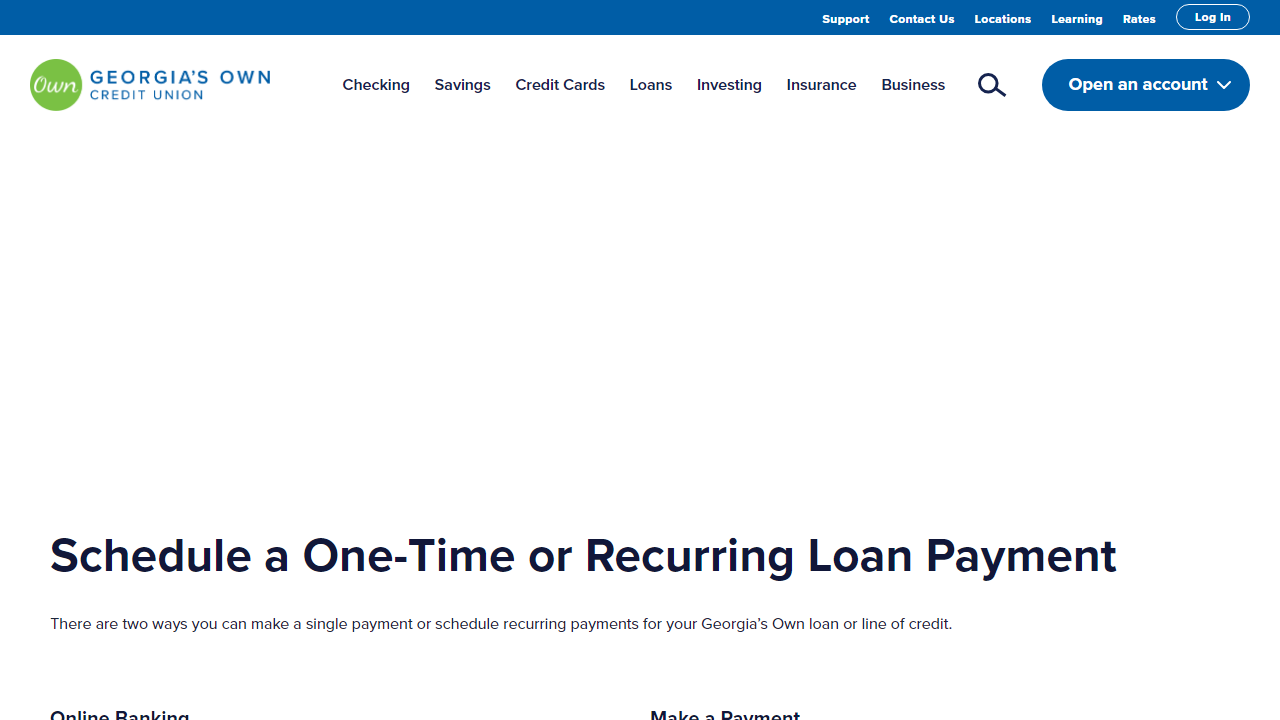 Support Contact Us Locations Learning Rates Log In
Own GEORGIA'S OWN
CREDIT UNION
Checking Savings Credit Cards Loans Investing Insurance Business Open an account
Schedule a One-Time or Recurring Loan Payment
There are two ways you can make a single payment or schedule recurring payments for your Georgia’s Own loan or line of credit.
Online Banking Make a Payment